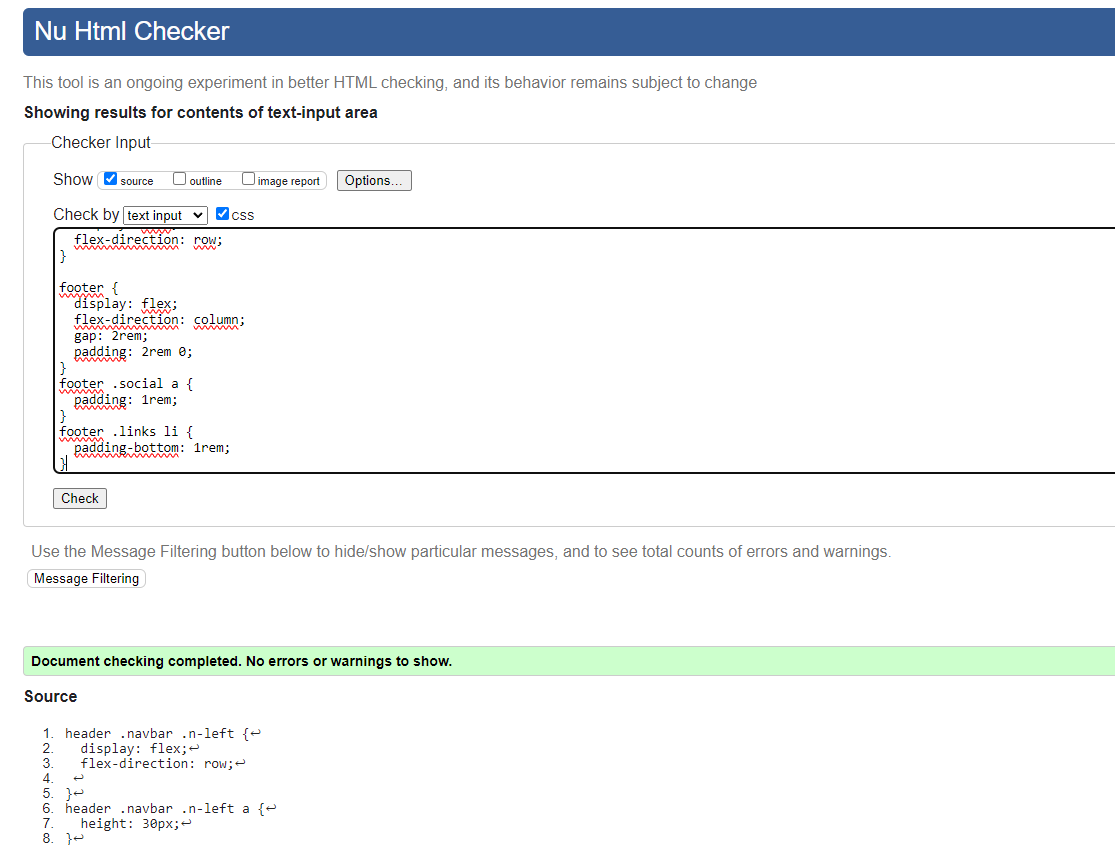 Nu Html Checker
This tool is an ongoing experiment in better HTML checking, and its behavior remains subject to change
Showing results for contents of text-input area
Checker Input
Show source outline image report Options...
Check by text input css
flex-direction: row;
}
footer {
display: flex;
flex-direction: column;
gap: 2rem;
padding: 2rem 0;
}
footer .social a {
padding: 1rem;
}
footer .links li {
padding-bottom: 1rem;
}
Check
Use the Message Filtering button below to hide/show particular messages, and to see total counts of errors and warnings.
Message Filtering
Document checking completed. No errors or warnings to show.
Source
1. header .navbar .n-left {↩
2. display: flex;↩
3. flex-direction: row;↩
4. ↩
5. }↩
6. header .navbar .n-left a {↩
7. height: 30px;↩
8. }↩